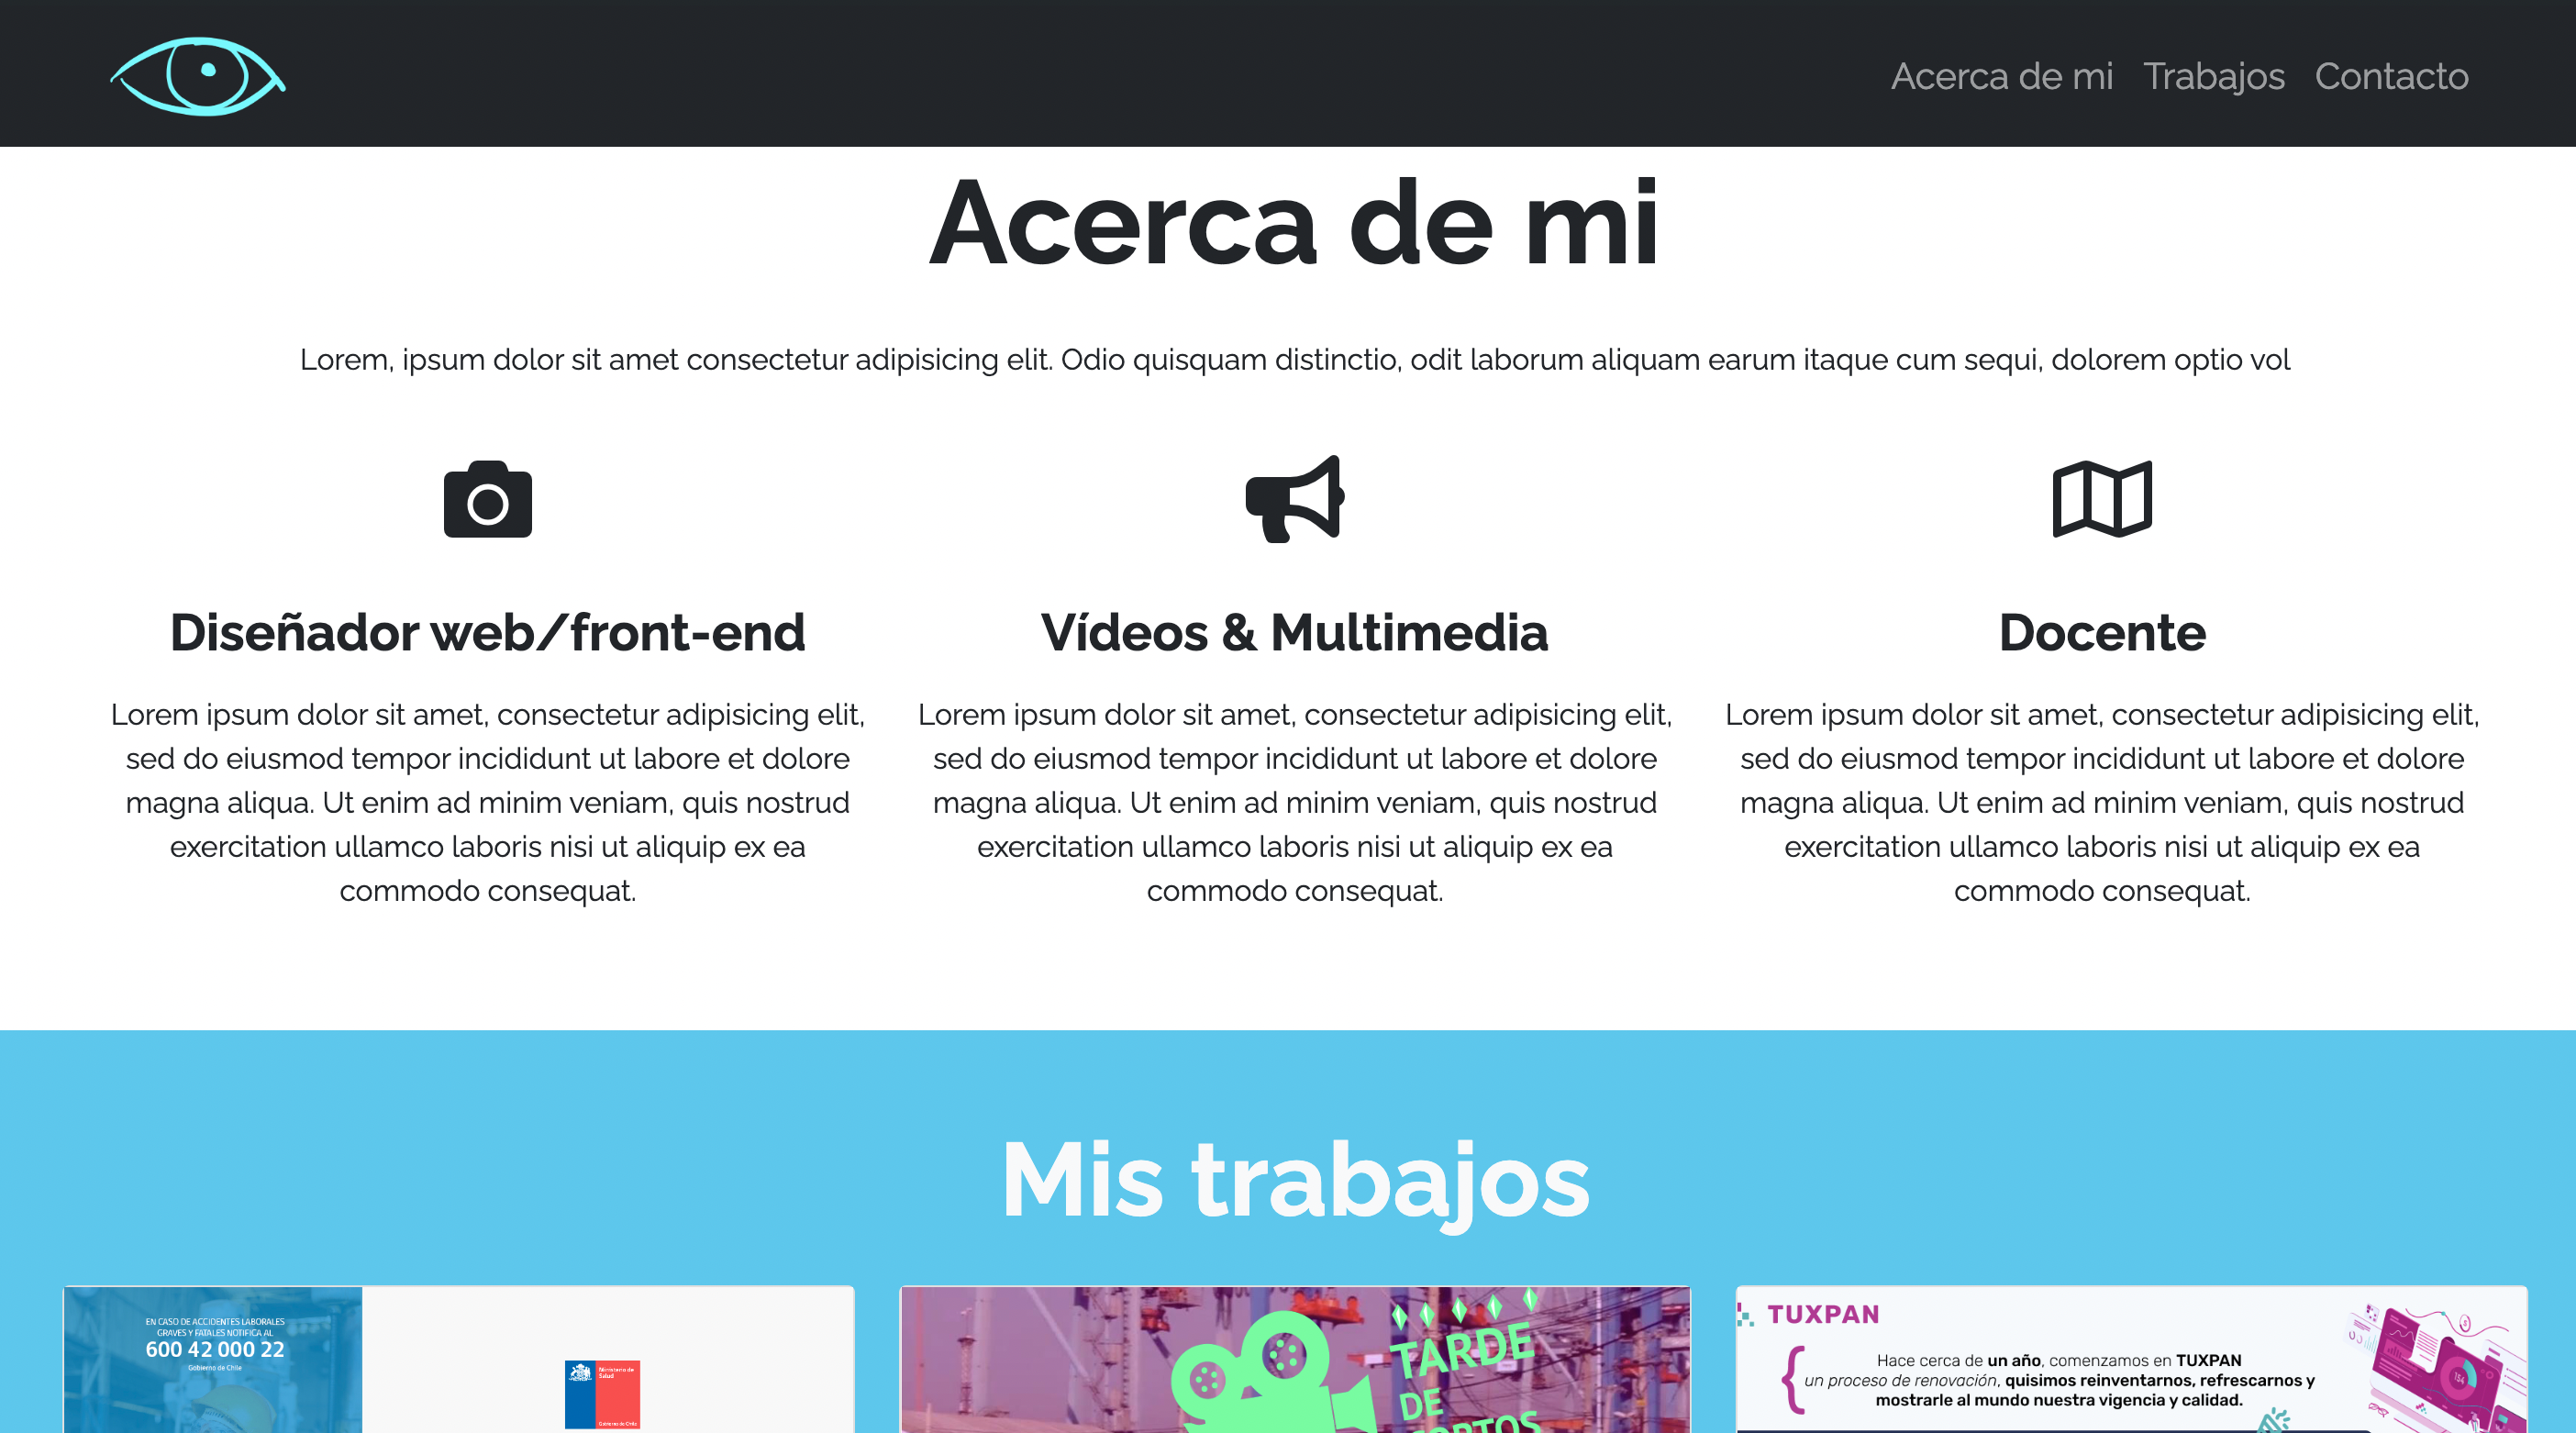 Acerca de mi Trabajos Contacto
Acerca de mi
Lorem, ipsum dolor sit amet consectetur adipisicing elit. Odio quisquam distinctio, odit laborum aliquam earum itaque cum sequi, dolorem optio vol
Diseñador web/front-end
Lorem ipsum dolor sit amet, consectetur adipisicing elit,
sed do eiusmod tempor incididunt ut labore et dolore
magna aliqua. Ut enim ad minim veniam, quis nostrud
exercitation ullamco laboris nisi ut aliquip ex ea
commodo consequat.
Vídeos & Multimedia
Lorem ipsum dolor sit amet, consectetur adipisicing elit,
sed do eiusmod tempor incididunt ut labore et dolore
magna aliqua. Ut enim ad minim veniam, quis nostrud
exercitation ullamco laboris nisi ut aliquip ex ea
commodo consequat.
Docente
Lorem ipsum dolor sit amet, consectetur adipisicing elit,
sed do eiusmod tempor incididunt ut labore et dolore
magna aliqua. Ut enim ad minim veniam, quis nostrud
exercitation ullamco laboris nisi ut aliquip ex ea
commodo consequat.
Mis trabajos
EN CASO DE ACCIDENTES LABORALES
GRAVES Y FATALES NOTIFICA AL
600 42 000 22
Gobierno de Chile
Ministerio de
Salud
Gobierno de Chile
TARDE
DE
TUXPAN
Hace cerca de un año, comenzamos en TUXPAN
un proceso de renovación, quisimos reinventarnos, refrescarnos y
mostrarle al mundo nuestra vigencia y calidad.
154